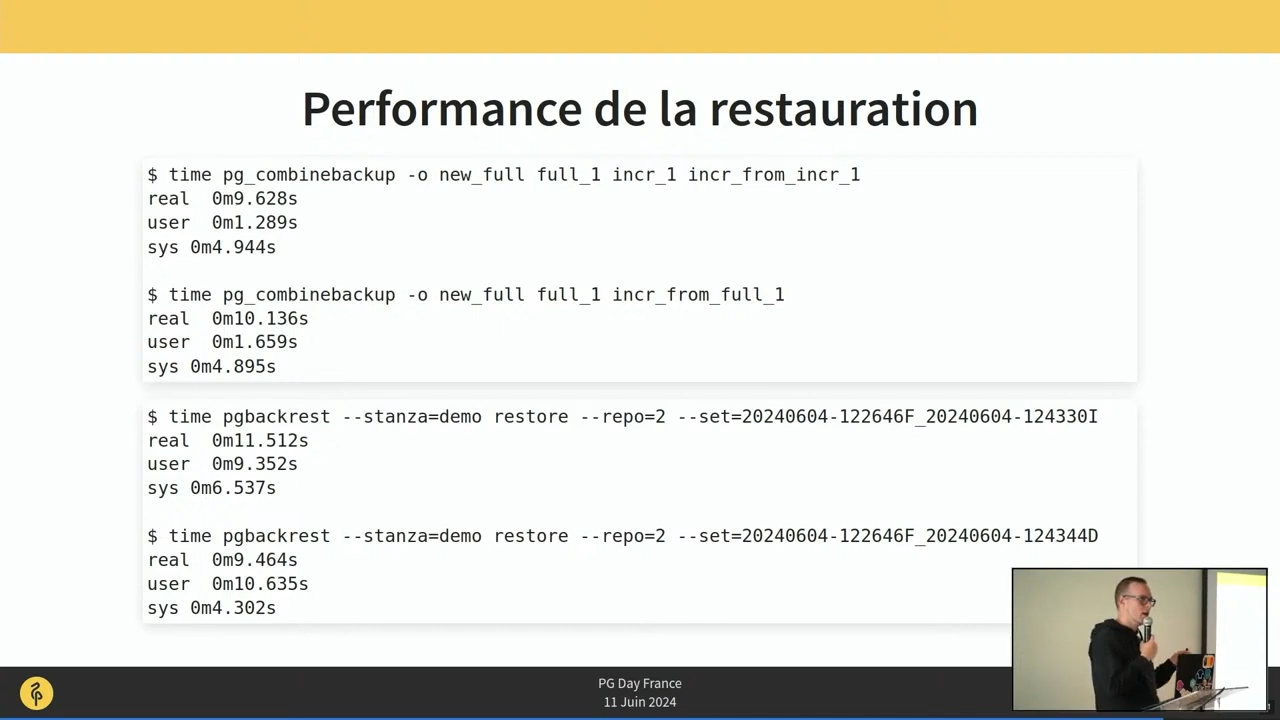 Performance de la restauration
$ time pg_combinebackup -o new_full full_1 incr_1 incr_from_incr_1
real  0m9.628s
user  0m1.289s
sys 0m4.944s
$ time pg_combinebackup -o new_full full_1 incr_from_full_1
real  0m10.136s
user  0m1.659s
sys 0m4.895s
$ time pgbackrest --stanza=demo restore --repo=2 --set=20240604-122646F_20240604-124330I
real  0m11.512s
user  0m9.352s
sys 0m6.537s
$ time pgbackrest --stanza=demo restore --repo=2 --set=20240604-122646F_20240604-124344D
real  0m9.464s
user  0m10.635s
sys 0m4.302s
PG Day France
11 Juin 2024